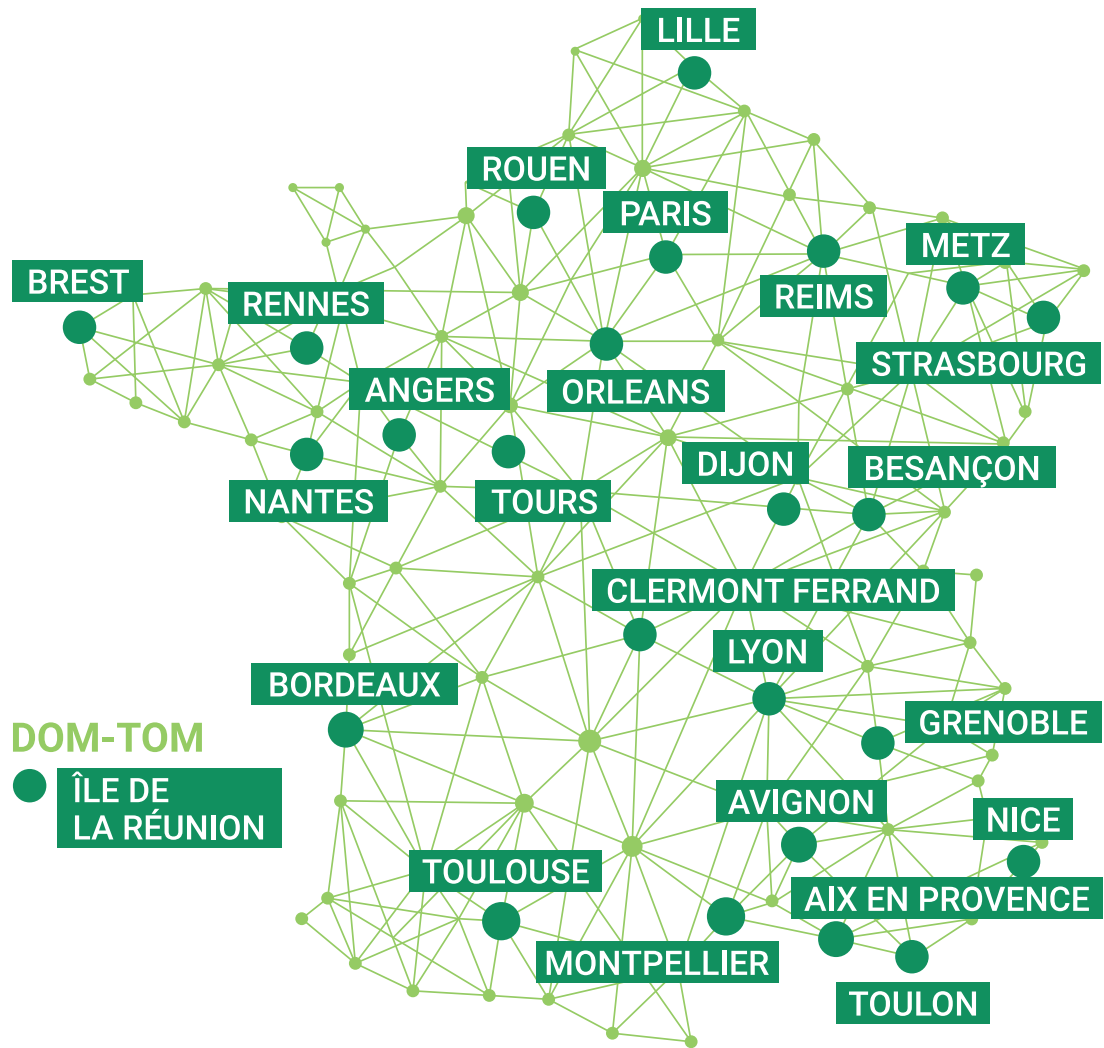 LILLE
ROUEN
PARIS
METZ
BREST
RENNES
REIMS
STRASBOURG
ANGERS
ORLEANS
DIJON
BESANÇON
NANTES
TOURS
CLERMONT FERRAND
LYON
BORDEAUX
GRENOBLE
DOM-TOM
ÎLE DE
LA RÉUNION
AVIGNON
NICE
TOULOUSE
AIX EN PROVENCE
MONTPELLIER
TOULON